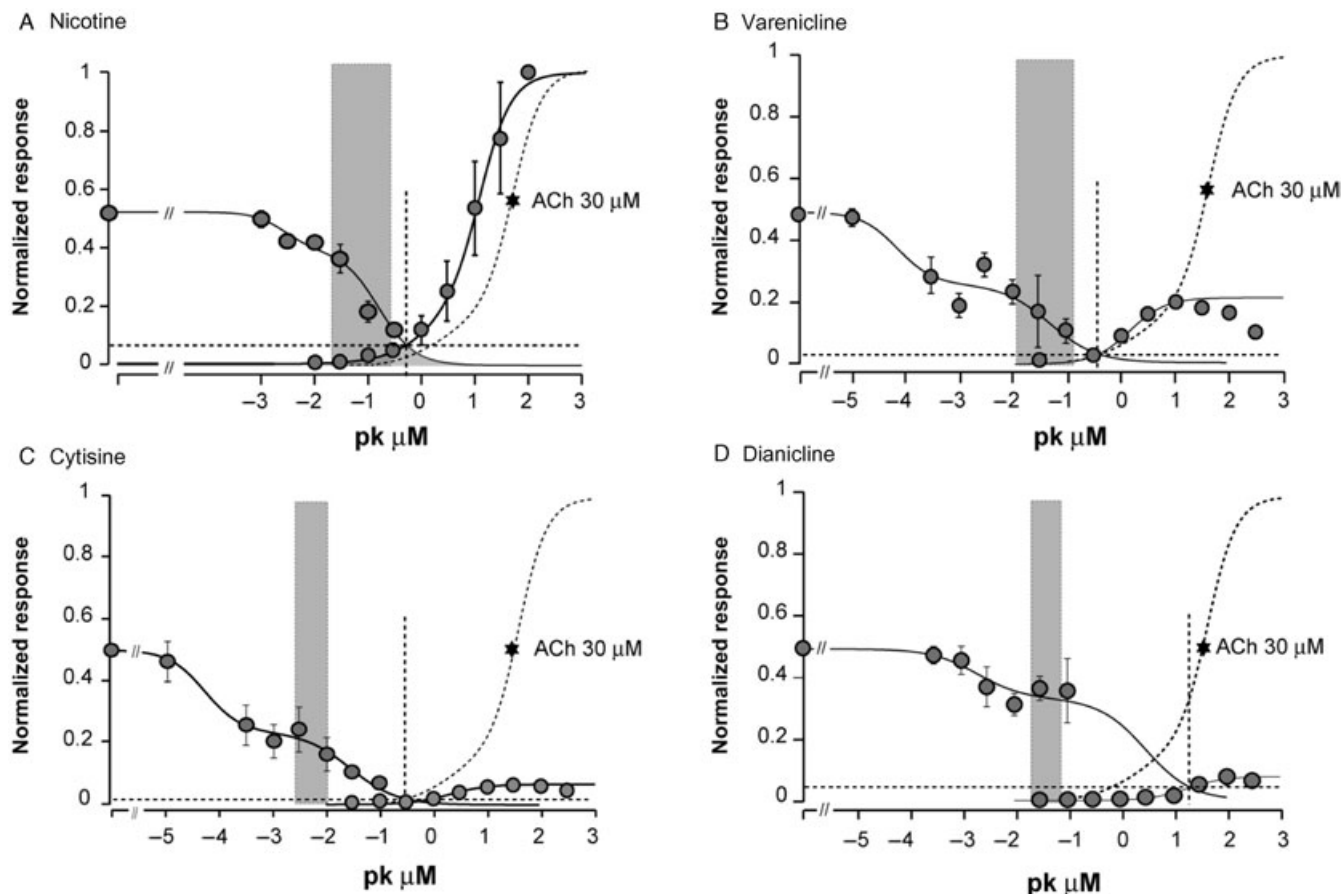 A Nicotine
Normalized response
1
0.8
0.6
0.4
0.2
0
//
//
ACh 30 μM
–3 –2 –1 0 1 2 3
pk μM
B Varenicline
Normalized response
1
0.8
0.6
0.4
0.2
0
//
//
ACh 30 μM
–5 –4 –3 –2 –1 0 1 2 3
pk μM
C Cytisine
Normalized response
1
0.8
0.6
0.4
0.2
0
//
//
ACh 30 μM
–5 –4 –3 –2 –1 0 1 2 3
pk μM
D Dianicline
Normalized response
1
0.8
0.6
0.4
0.2
0
//
//
ACh 30 μM
–5 –4 –3 –2 –1 0 1 2 3
pk μM